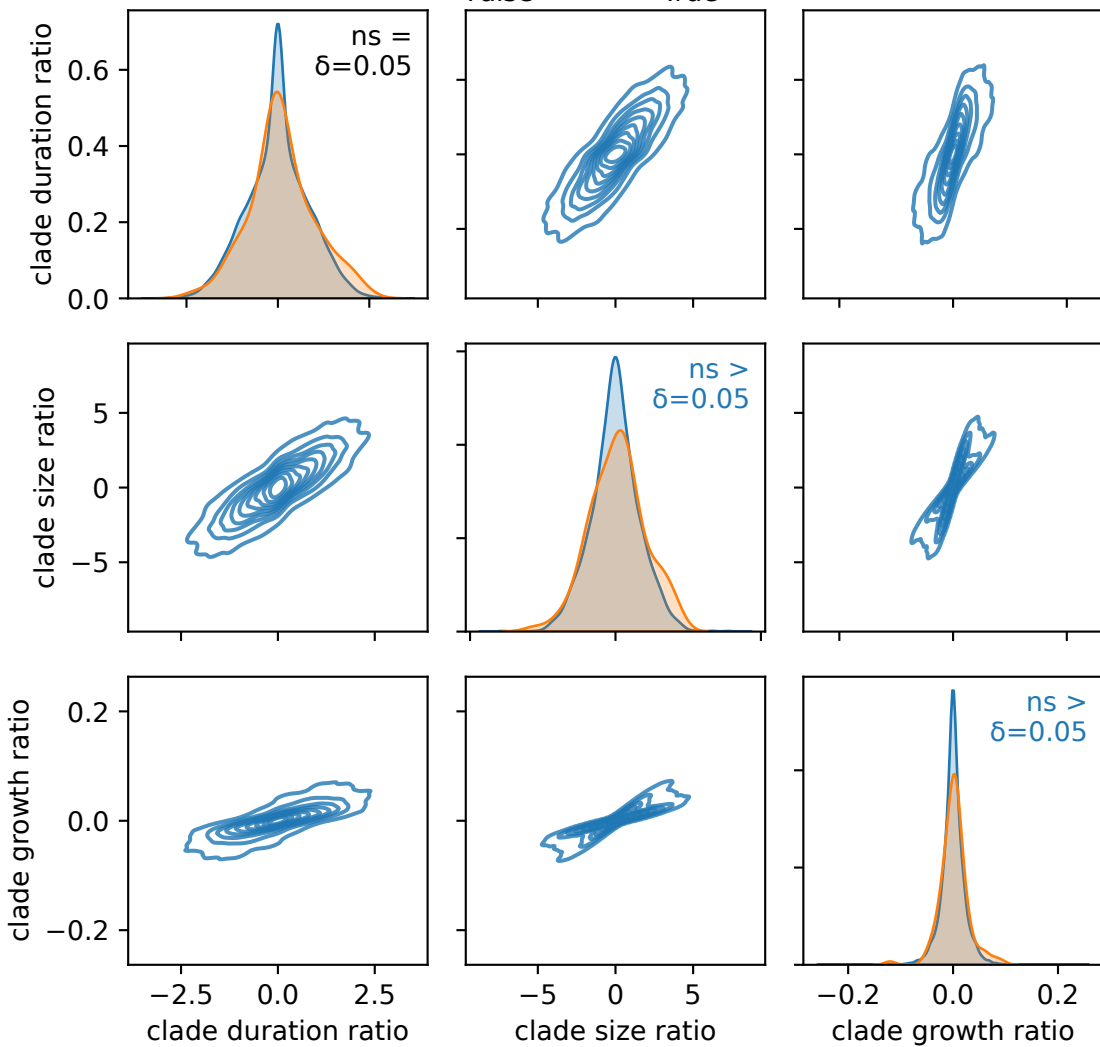 clade duration ratio
0.6
0.4
0.2
0.0
ns =
δ=0.05
clade size ratio
5
0
−5
ns >
δ=0.05
clade growth ratio
0.2
0.0
−0.2
ns >
δ=0.05
−2.5 0.0 2.5
−5 0 5
−0.2 0.0 0.2
clade duration ratio
clade size ratio
clade growth ratio